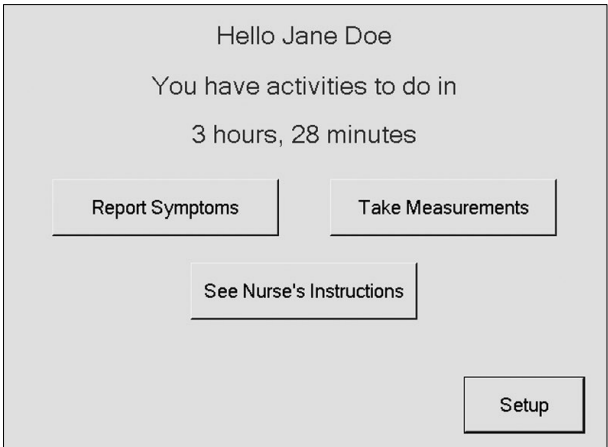 Hello Jane Doe
You have activities to do in
3 hours, 28 minutes
Report Symptoms
Take Measurements
See Nurse's Instructions
Setup